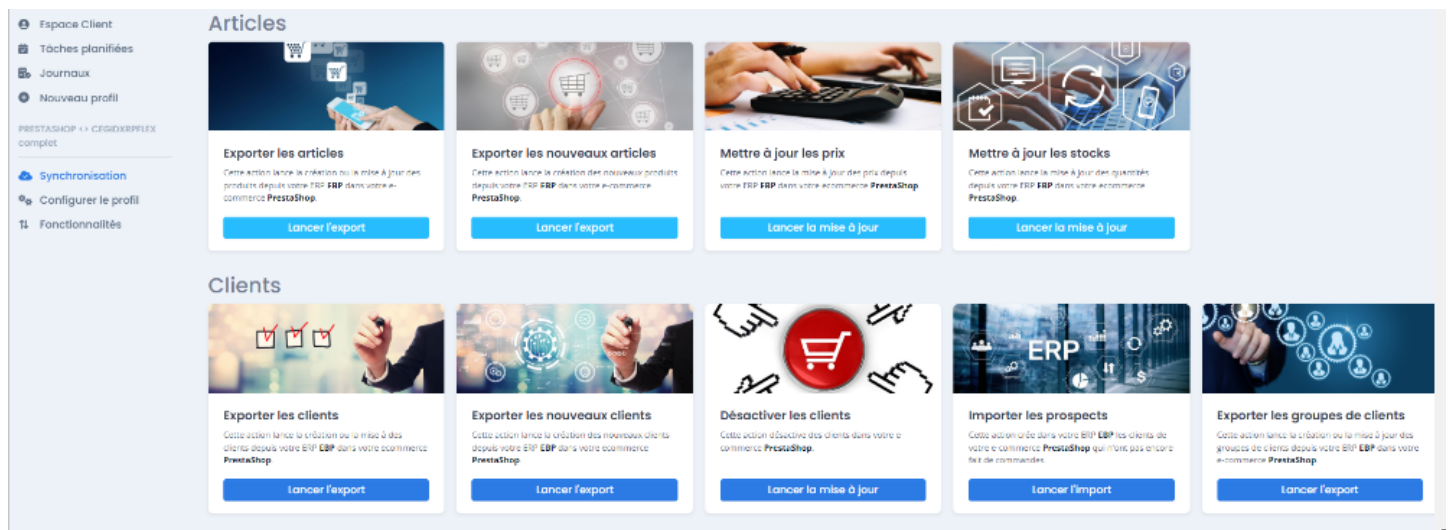 Espace Client
Tâches planifiées
Journaux
Nouveau profil
PRESTASHOP <> CEGIDXRPFLEX
complet
Synchronisation
Configurer le profil
Fonctionnalités
Articles
Exporter les articles
Cette action lance la création ou la mise à jour des
produits depuis votre ERP EBP dans votre e-
commerce PrestaShop.
Lancer l'export
Exporter les nouveaux articles
Cette action lance la création des nouveaux produits
depuis votre ERP EBP dans votre e-commerce
PrestaShop.
Lancer l'export
Mettre à jour les prix
Cette action lance la mise à jour des prix depuis
votre ERP EBP dans votre ecommerce PrestaShop
Lancer la mise à jour
Mettre à jour les stocks
Cette action lance la mise à jour des quantités
depuis votre ERP EBP dans votre ecommerce
PrestaShop.
Lancer la mise à jour
Clients
Exporter les clients
Cette action lance la création ou la mise à des
clients depuis votre ERP EBP dans votre ecommerce
PrestaShop
Lancer l'export
Exporter les nouveaux clients
Cette action lance la création des nouveaux clients
depuis votre ERP EBP dans votre ecommerce
PrestaShop
Lancer l'export
Désactiver les clients
Cette action désactive des clients dans votre e
commerce PrestaShop.
Lancer la mise à jour
ERP
Importer les prospects
Cette action crée dans votre ERP EBP les clients de
votre e-commerce PrestaShop qui n'ont pas encore
fait de commandes
Lancer l'import
Exporter les groupes de clients
Cette action lance la création ou la mise à jour des
groupes de clients depuis votre ERP EBP dans votre
e-commerce PrestaShop
Lancer l'export